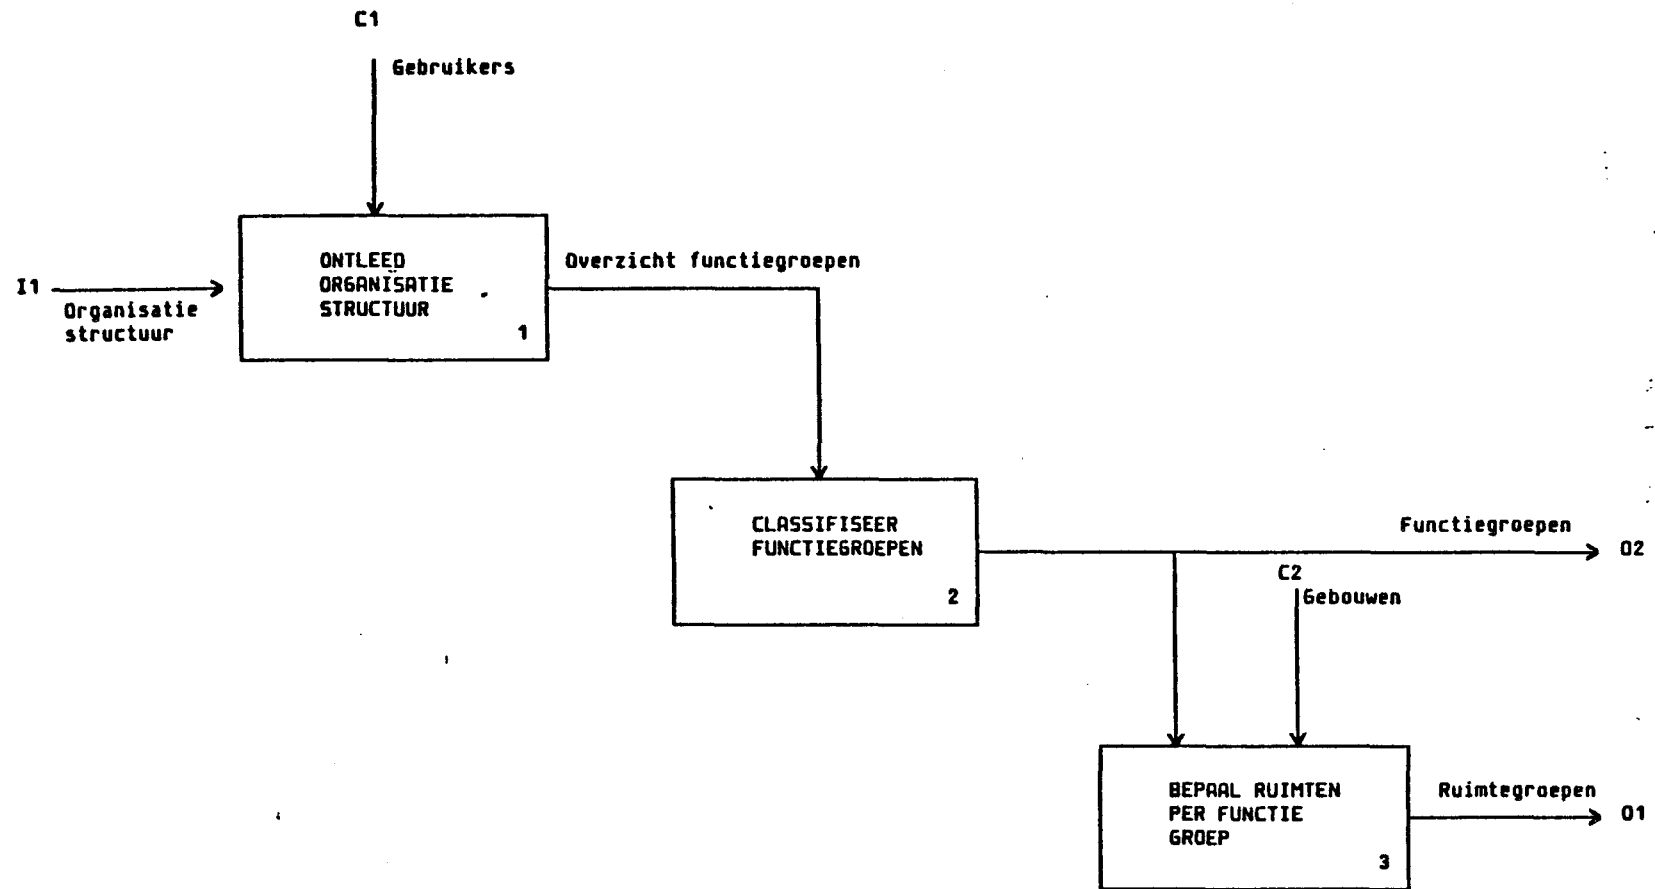 C1
Gebruikers
ONTLEED
ORGANISATIE
STRUCTUUR
1
I1
Organisatie
structuur
Overzicht functiegroepen
CLASSIFISEER
FUNCTIEGROEPEN
2
Functiegroepen
O2
C2
Gebouwen
BEPAAL RUIMTEN
PER FUNCTIE
GROEP
3
Ruimtegroepen
O1